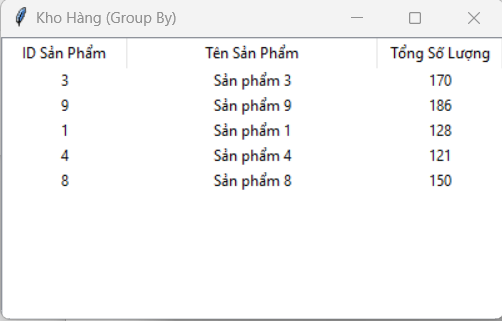 Kho Hàng (Group By)
ID Sản Phẩm Tên Sản Phẩm Tổng Số Lượng
3 Sản phẩm 3 170
9 Sản phẩm 9 186
1 Sản phẩm 1 128
4 Sản phẩm 4 121
8 Sản phẩm 8 150